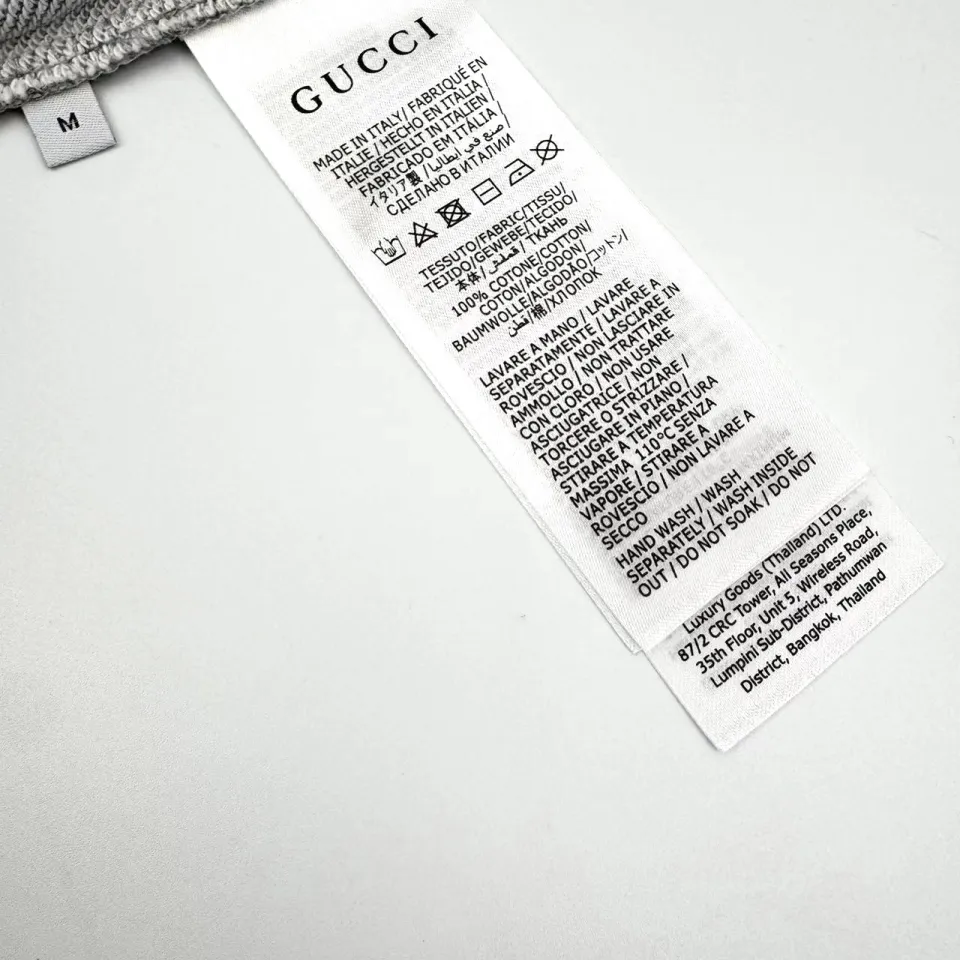 M
GUCCI
MADE IN ITALY/ FABRIQUÉ EN
ITALIE / HECHO EN ITALIA /
HERGESTELLT IN ITALIEN /
FABRICADO EM ITÁLIA /
イタリア製 / صنع في ايطاليا /
СДЕЛАНО В ИТАЛИИ
TESSUTO/FABRIC/TISSU/
TEJIDO/GEWEBE/TECIDO/
本体/ قماش / ТКАНЬ
100% COTONE/COTTON/
COTON/ALGODON/
BAUMWOLLE/ALGODÃO/コットン/
قطن/棉/ХЛОПОК
LAVARE A MANO / LAVARE
SEPARATAMENTE / LAVARE A
ROVESCIO / NON LASCIARE IN
AMMOLLO / NON TRATTARE
CON CLORO / NON USARE
ASCIUGATRICE / NON
TORCERE O STRIZZARE /
ASCIUGARE IN PIANO /
STIRARE A TEMPERATURA
MASSIMA 110°C SENZA
VAPORE / STIRARE A
ROVESCIO / NON LAVARE A
SECCO
HAND WASH / WASH
SEPARATELY / WASH INSIDE
OUT / DO NOT SOAK / DO NOT
Luxury Goods (Thailand) LTD.
87/2 CRC Tower, All Seasons Place,
35th Floor, Unit 5, Wireless Road,
Lumpini Sub-District, Pathumwan
District, Bangkok, Thailand